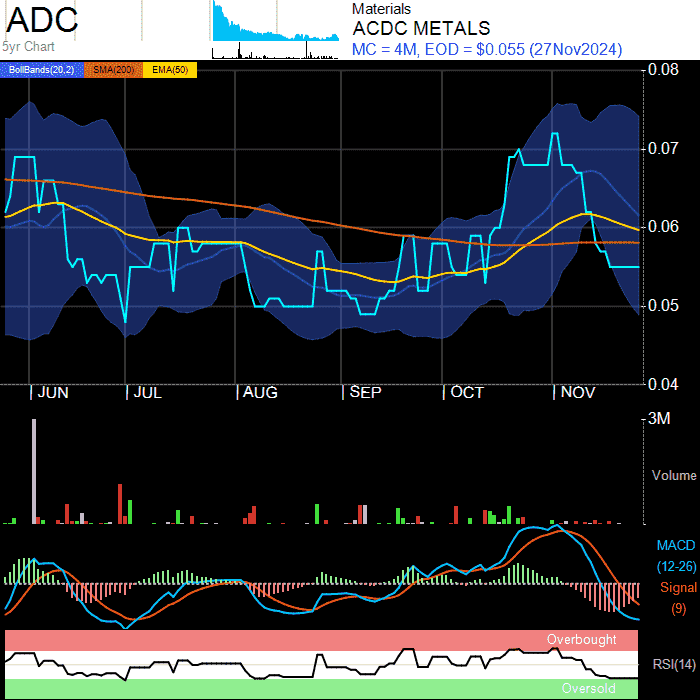 ADC
5yr Chart
Materials
ACDC METALS
MC = 4M, EOD = $0.055 (27Nov2024)
BollBands(20,2) SMA(200) EMA(50)
0.08
0.07
0.06
0.05
0.04
JUN JUL AUG SEP OCT NOV
3M
Volume
MACD
(12-26)
Signal
(9)
Overbought
RSI(14)
Oversold